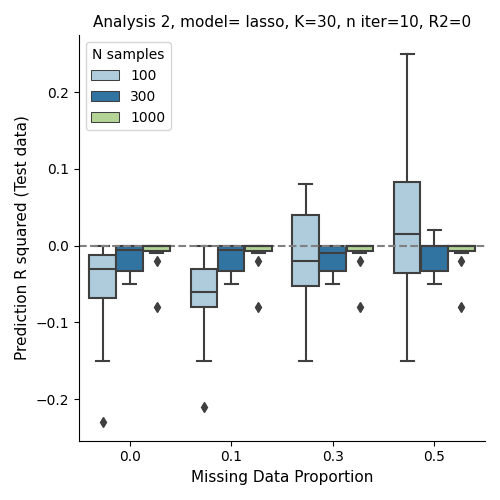 Analysis 2, model= lasso, K=30, n iter=10, R2=0
N samples
100
300
1000
0.2
0.1
0.0
−0.1
−0.2
Prediction R squared (Test data)
0.0 0.1 0.3 0.5
Missing Data Proportion